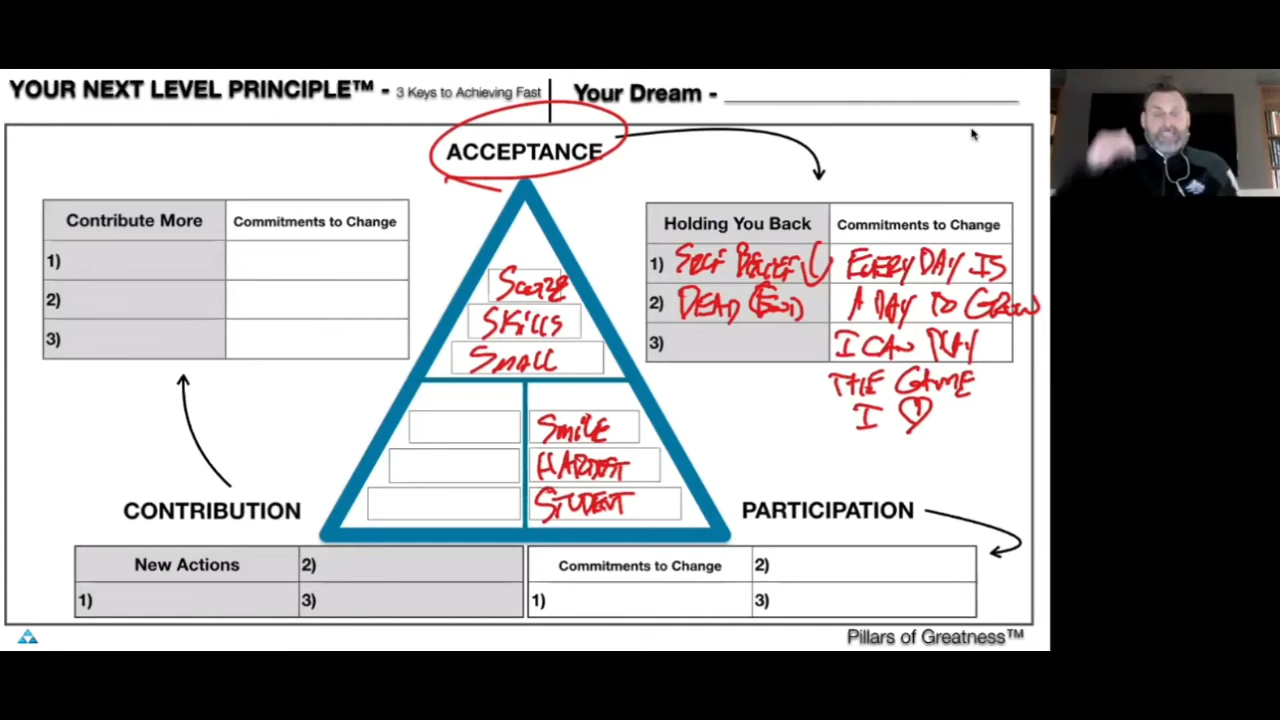 YOUR NEXT LEVEL PRINCIPLE™ - 3 Keys to Achieving Fast
Your Dream -
ACCEPTANCE
Contribute More Commitments to Change
1)
2)
3)
Holding You Back Commitments to Change
1) SELF BELIEF EVERY DAY IS
2) DEAD END A DAY TO GROW
3) I CAN PLAY
THE GAME
I ♡
SKILLS
SMALL
SMILE
STUDENT
CONTRIBUTION
PARTICIPATION
New Actions 2)
1) 3)
Commitments to Change 2)
1) 3)
Pillars of Greatness™